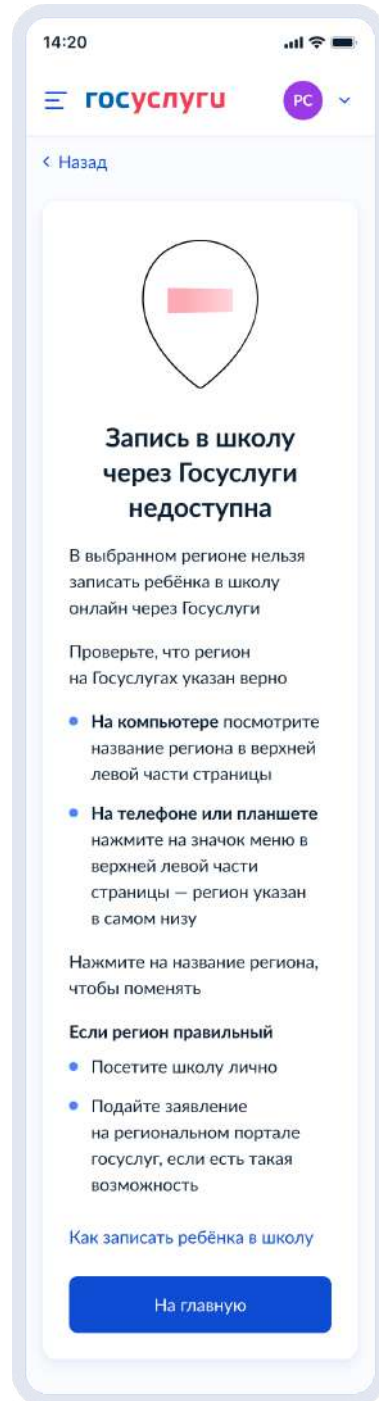 14:20
госуслуги
РС
Назад
Запись в школу
через Госуслуги
недоступна
В выбранном регионе нельзя
записать ребёнка в школу
онлайн через Госуслуги
Проверьте, что регион
на Госуслугах указан верно
На компьютере посмотрите
название региона в верхней
левой части страницы
На телефоне или планшете
нажмите на значок меню в
верхней левой части
страницы — регион указан
в самом низу
Нажмите на название региона,
чтобы поменять
Если регион правильный
Посетите школу лично
Подайте заявление
на региональном портале
госуслуг, если есть такая
возможность
Как записать ребёнка в школу
На главную